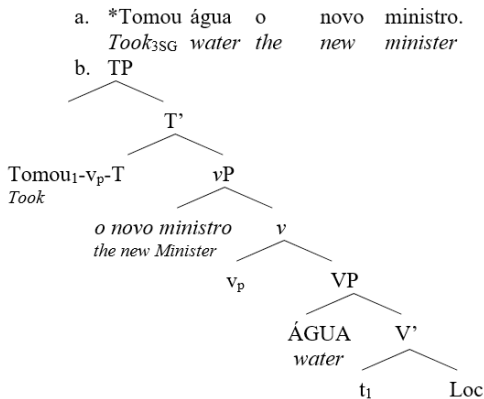 a. *Tomou água o novo ministro.
Took3SG water the new minister
b. TP
T’
Tomou1-vp-T vP
Took
o novo ministro v
the new Minister
vp VP
ÁGUA V’
water
t1 Loc